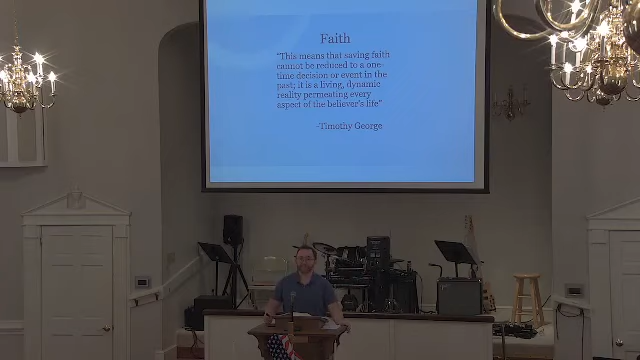 Faith
“This means that saving faith
cannot be reduced to a one-
time decision or event in the
past; it is a living, dynamic
reality permeating every
aspect of the believer’s life”
-Timothy George